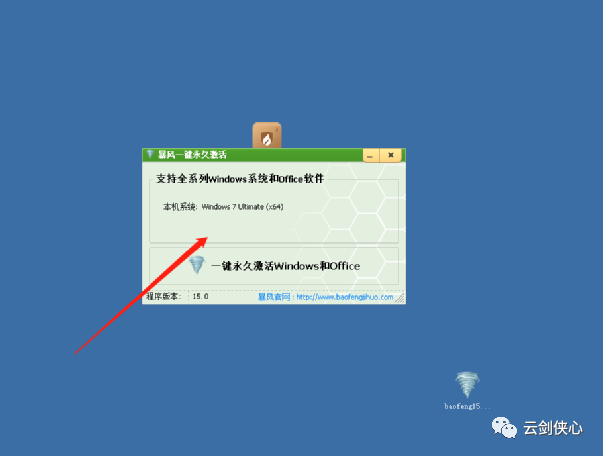 暴风一键永久激活
支持全系列Windows系统和Office软件
本机系统: Windows 7 Ultimate (x64)
一键永久激活Windows和Office
程序版本: 15.0 暴风官网: http://www.baofengshuo.com
baofeng15...
云剑侠心